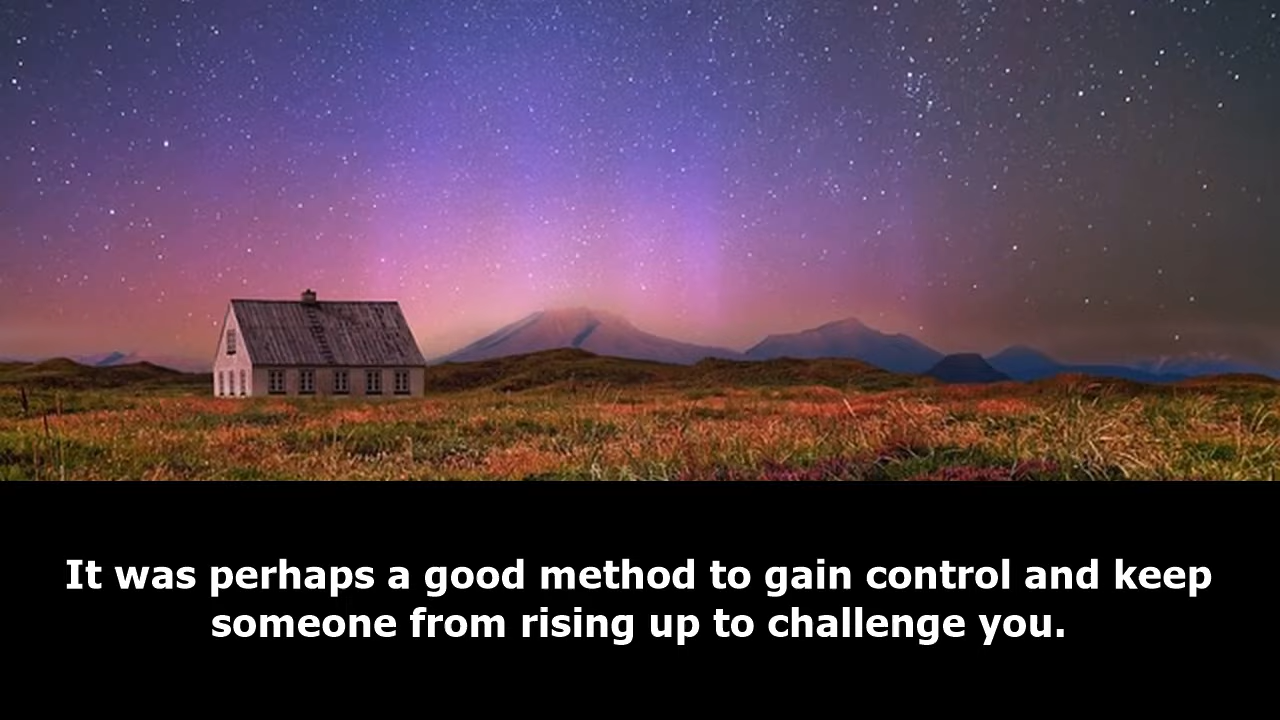 It was perhaps a good method to gain control and keep
someone from rising up to challenge you.